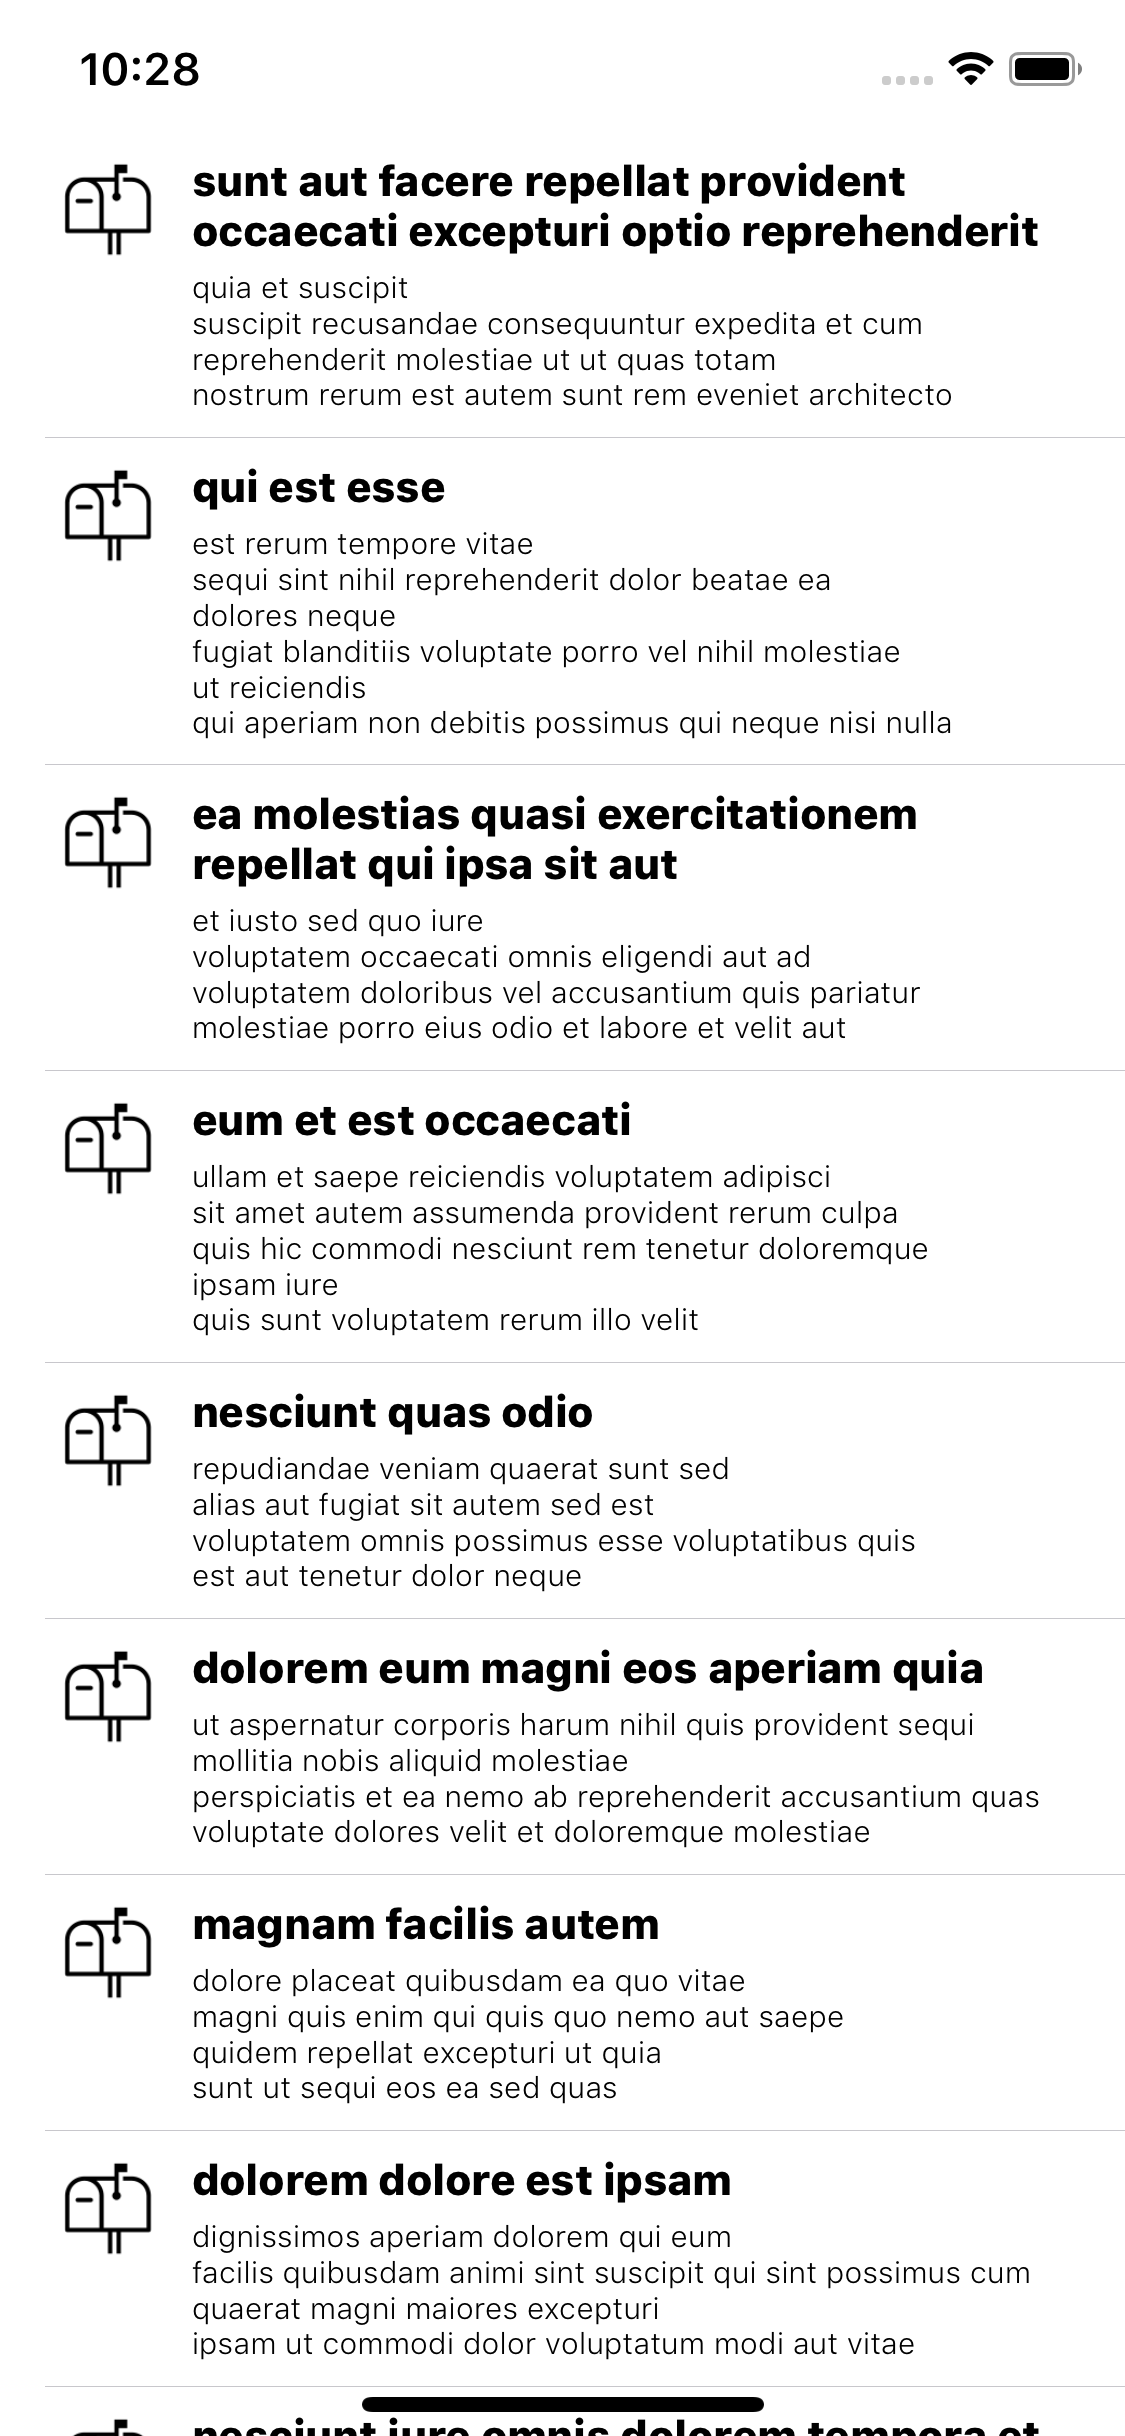 10:28
sunt aut facere repellat provident
occaecati excepturi optio reprehenderit
quia et suscipit
suscipit recusandae consequuntur expedita et cum
reprehenderit molestiae ut ut quas totam
nostrum rerum est autem sunt rem eveniet architecto
qui est esse
est rerum tempore vitae
sequi sint nihil reprehenderit dolor beatae ea
dolores neque
fugiat blanditiis voluptate porro vel nihil molestiae
ut reiciendis
qui aperiam non debitis possimus qui neque nisi nulla
ea molestias quasi exercitationem
repellat qui ipsa sit aut
et iusto sed quo iure
voluptatem occaecati omnis eligendi aut ad
voluptatem doloribus vel accusantium quis pariatur
molestiae porro eius odio et labore et velit aut
eum et est occaecati
ullam et saepe reiciendis voluptatem adipisci
sit amet autem assumenda provident rerum culpa
quis hic commodi nesciunt rem tenetur doloremque
ipsam iure
quis sunt voluptatem rerum illo velit
nesciunt quas odio
repudiandae veniam quaerat sunt sed
alias aut fugiat sit autem sed est
voluptatem omnis possimus esse voluptatibus quis
est aut tenetur dolor neque
dolorem eum magni eos aperiam quia
ut aspernatur corporis harum nihil quis provident sequi
mollitia nobis aliquid molestiae
perspiciatis et ea nemo ab reprehenderit accusantium quas
voluptate dolores velit et doloremque molestiae
magnam facilis autem
dolore placeat quibusdam ea quo vitae
magni quis enim qui quis quo nemo aut saepe
quidem repellat excepturi ut quia
sunt ut sequi eos ea sed quas
dolorem dolore est ipsam
dignissimos aperiam dolorem qui eum
facilis quibusdam animi sint suscipit qui sint possimus cum
quaerat magni maiores excepturi
ipsam ut commodi dolor voluptatum modi aut vitae
nesciunt iure omnis dolorem tempora et